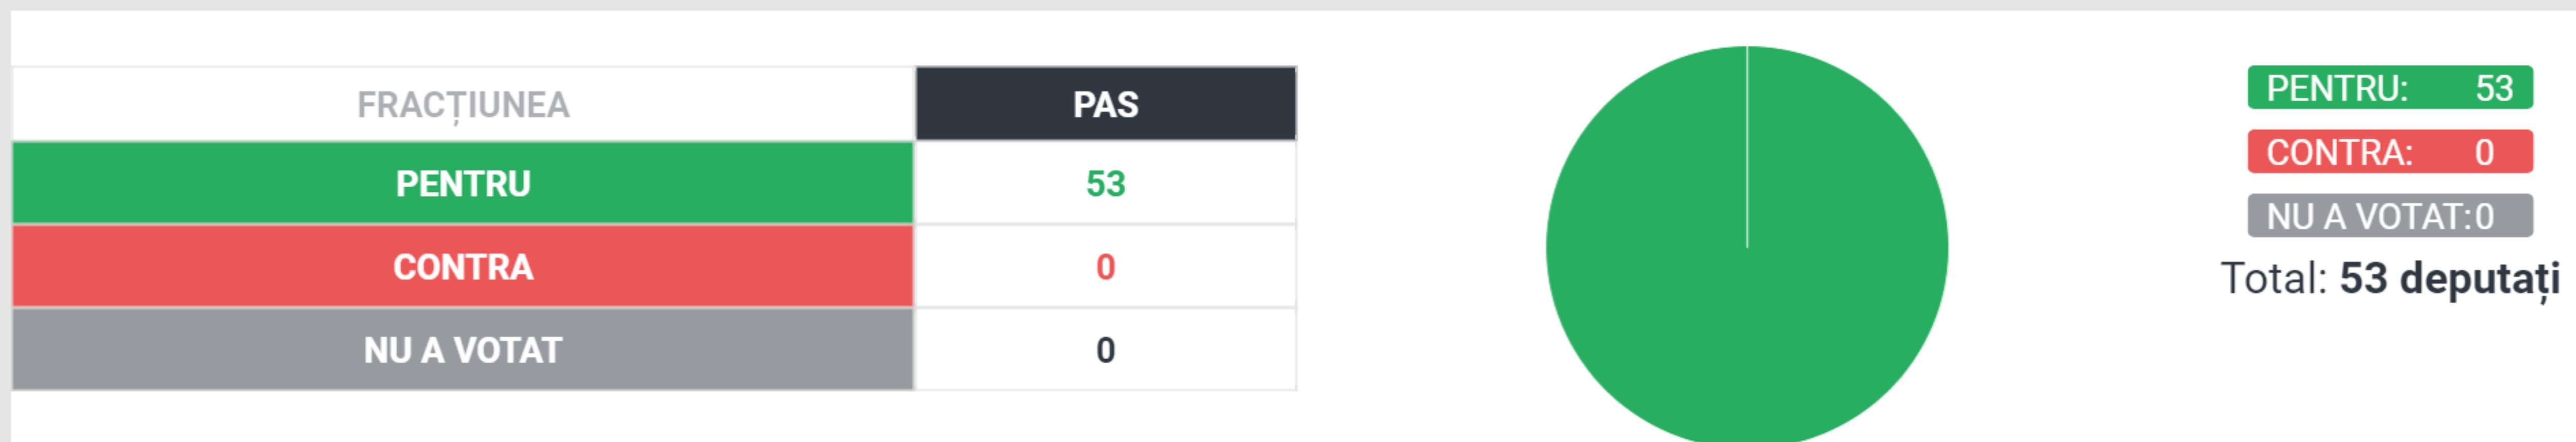 FRACȚIUNEA PAS
PENTRU 53
CONTRA 0
NU A VOTAT 0
PENTRU: 53
CONTRA: 0
NU A VOTAT:0
Total: 53 deputați